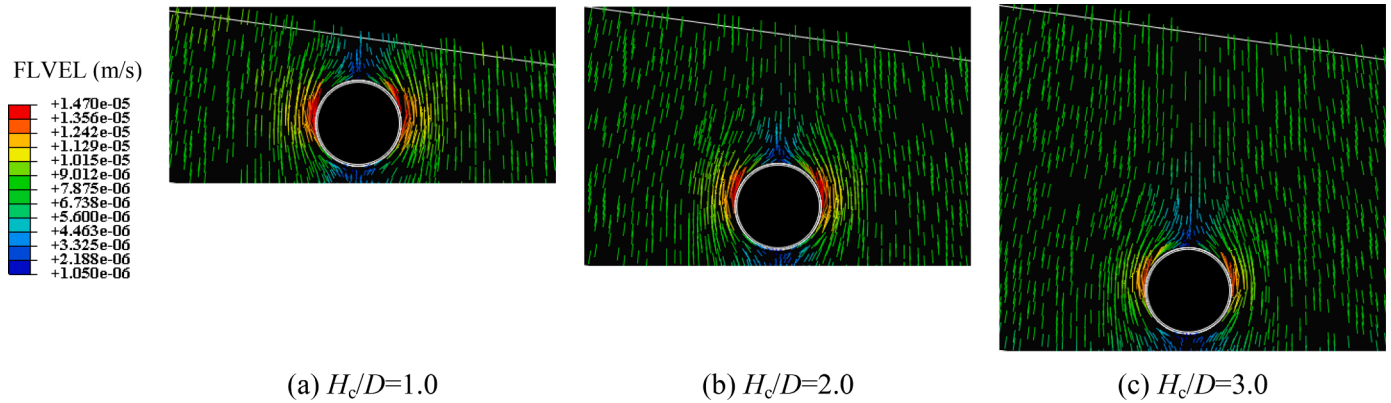 FLVEL (m/s)
+1.470e-05
+1.356e-05
+1.242e-05
+1.129e-05
+1.015e-05
+9.012e-06
+7.875e-06
+6.738e-06
+5.600e-06
+4.463e-06
+3.325e-06
+2.188e-06
+1.050e-06
(a) Hc/D=1.0
(b) Hc/D=2.0
(c) Hc/D=3.0